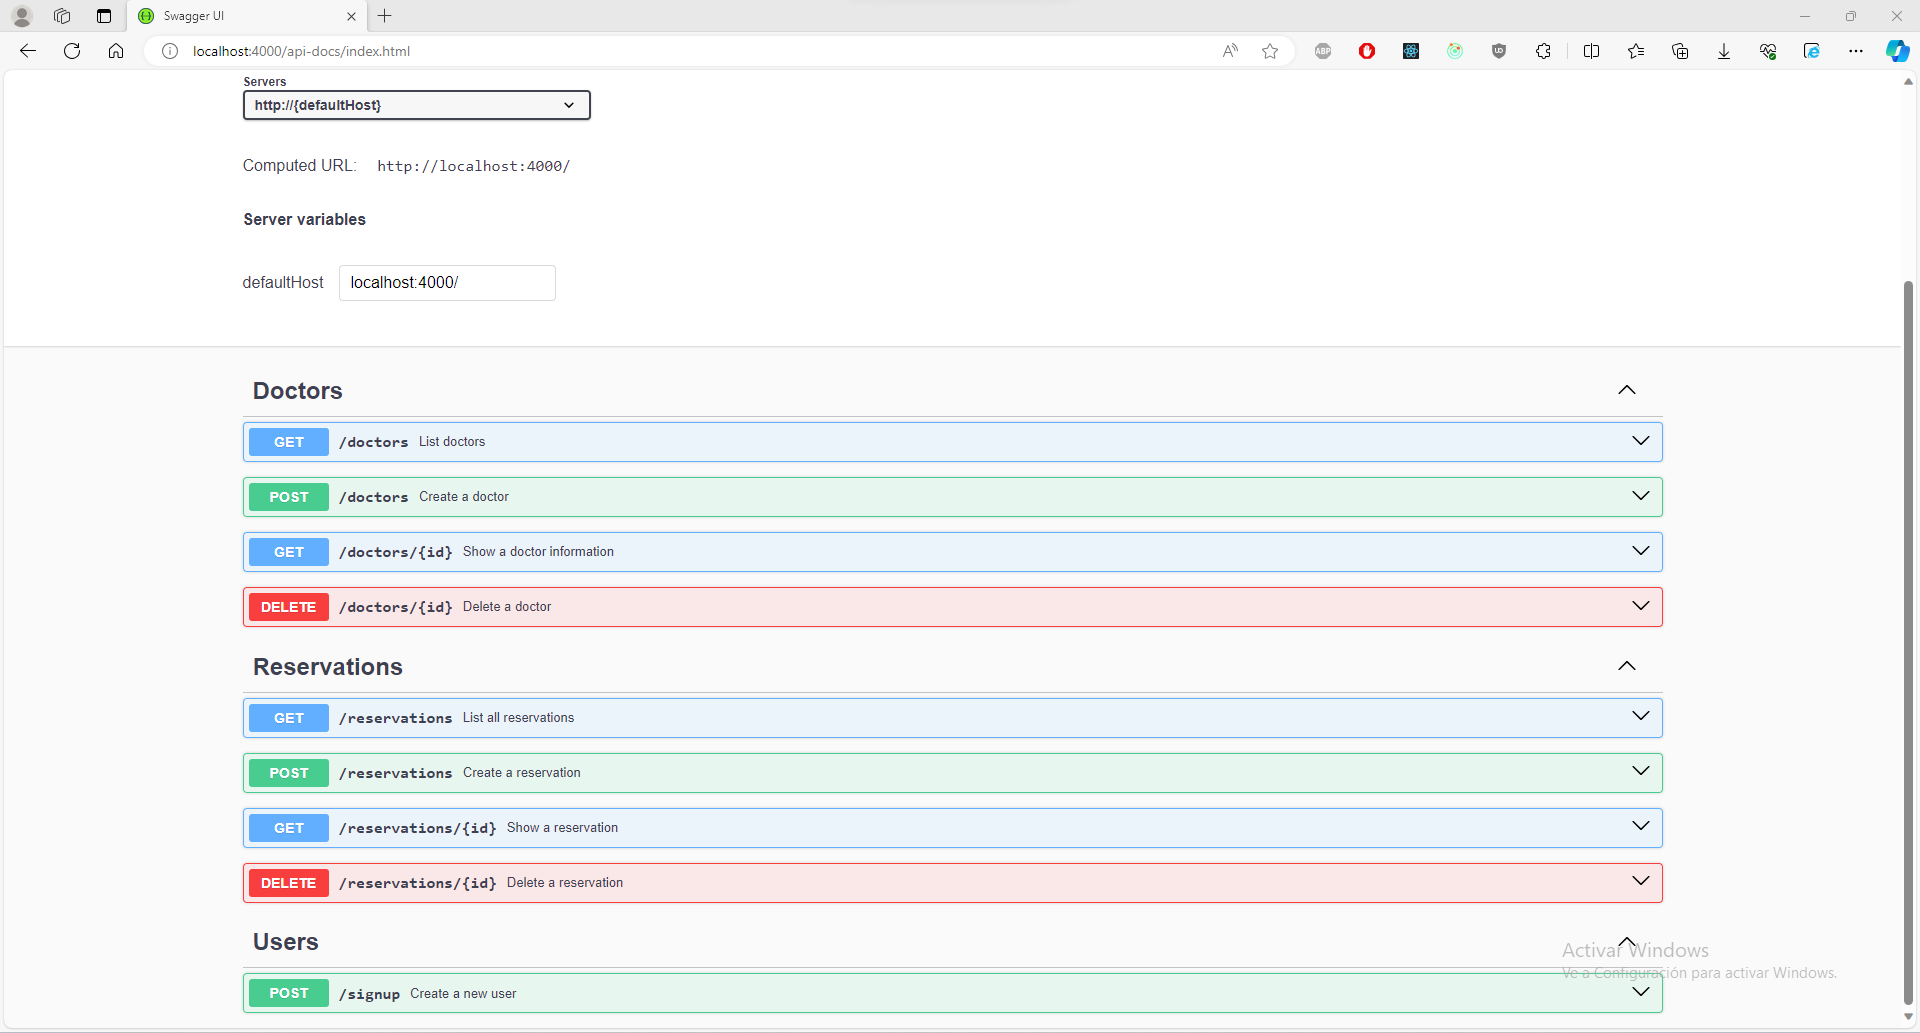 Swagger UI
localhost:4000/api-docs/index.html
ABP
UD
Servers
http://{defaultHost}
Computed URL: http://localhost:4000/
Server variables
defaultHost localhost:4000/
Doctors
GET /doctors List doctors
POST /doctors Create a doctor
GET /doctors/{id} Show a doctor information
DELETE /doctors/{id} Delete a doctor
Reservations
GET /reservations List all reservations
POST /reservations Create a reservation
GET /reservations/{id} Show a reservation
DELETE /reservations/{id} Delete a reservation
Users
Activar Windows
Ve a Configuración para activar Windows.
POST /signup Create a new user